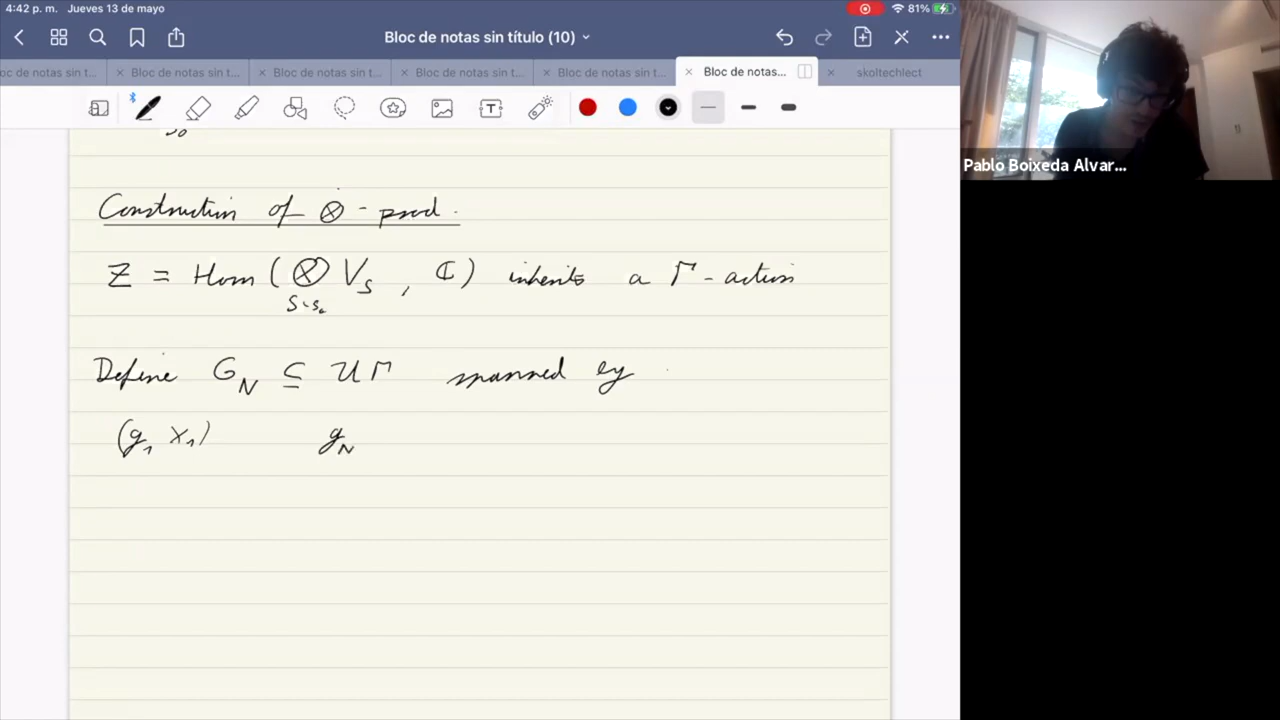 4:42 p. m. Jueves 13 de mayo
81%
Bloc de notas sin título (10)
oc de notas sin t...
Bloc de notas sin t...
Bloc de notas sin t...
Bloc de notas sin t...
Bloc de notas sin t...
Bloc de notas...
skoltechlect
Construction of ⊗ - prod.
Z = Hom ( ⊗_{S∖s₀} V_S , ℂ ) inherits a Γ - action
Define G_N ⊆ UΓ spanned by
(g₁ x₁) g_N
Pablo Boixeda Alvar...